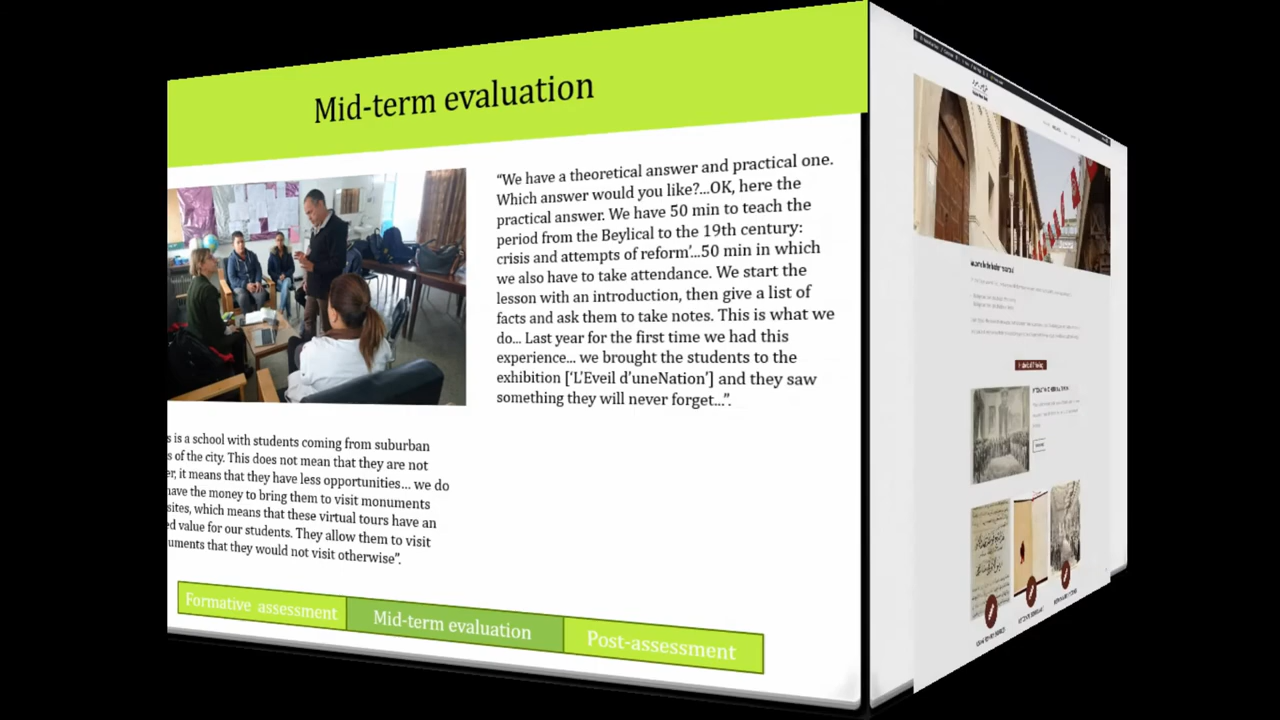 Mid-term evaluation
“We have a theoretical answer and practical one.
Which answer would you like?...OK, here the
practical answer. We have 50 min to teach the
period from the Beylical to the 19th century:
crisis and attempts of reform’...50 min in which
we also have to take attendance. We start the
lesson with an introduction, then give a list of
facts and ask them to take notes. This is what we
do... Last year for the first time we had this
experience... we brought the students to the
exhibition [‘L’Eveil d’uneNation’] and they saw
something they will never forget...”.
s is a school with students coming from suburban
s of the city. This does not mean that they are not
er, it means that they have less opportunities... we do
have the money to bring them to visit monuments
sites, which means that these virtual tours have an
ed value for our students. They allow them to visit
uments that they would not visit otherwise”.
Formative assessment
Mid-term evaluation
Post-assessment